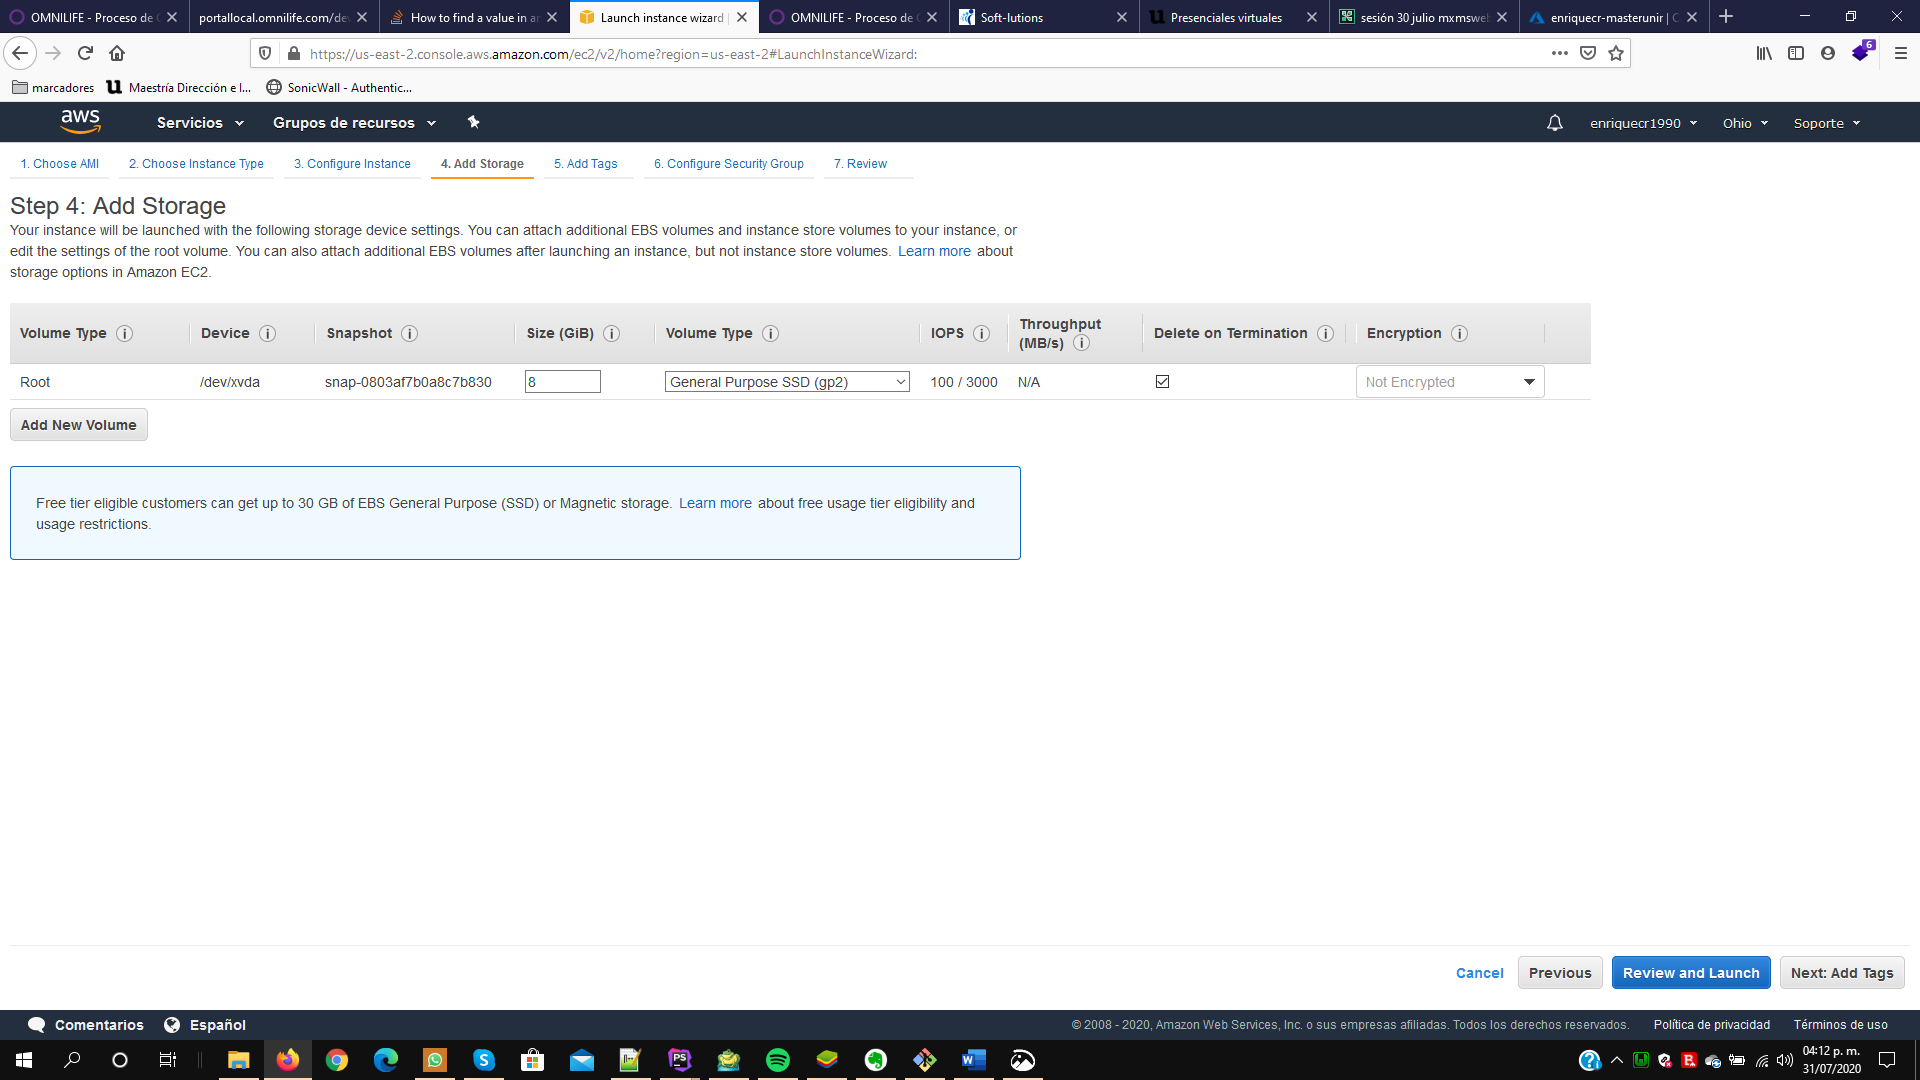 OMNILIFE - Proceso de
portallocal.omnilife.com/de
How to find a value in a
Launch instance wizard
OMNILIFE - Proceso de
Soft-lutions
Presenciales virtuales
sesión 30 julio mxmswe
enriquecr-masterunir |
https://us-east-2.console.aws.amazon.com/ec2/v2/home?region=us-east-2#LaunchInstanceWizard:
6
marcadores
Maestría Dirección e I...
SonicWall - Authentic...
aws
Servicios
Grupos de recursos
enriquecr1990
Ohio
Soporte
1. Choose AMI
2. Choose Instance Type
3. Configure Instance
4. Add Storage
5. Add Tags
6. Configure Security Group
7. Review
Step 4: Add Storage
Your instance will be launched with the following storage device settings. You can attach additional EBS volumes and instance store volumes to your instance, or
edit the settings of the root volume. You can also attach additional EBS volumes after launching an instance, but not instance store volumes. Learn more about
storage options in Amazon EC2.
Volume Type
Device
Snapshot
Size (GiB)
Volume Type
IOPS
Throughput
(MB/s)
Delete on Termination
Encryption
Root
/dev/xvda
snap-0803af7b0a8c7b830
8
General Purpose SSD (gp2)
100 / 3000
N/A
Not Encrypted
Add New Volume
Free tier eligible customers can get up to 30 GB of EBS General Purpose (SSD) or Magnetic storage. Learn more about free usage tier eligibility and
usage restrictions.
Cancel
Previous
Review and Launch
Next: Add Tags
Comentarios
Español
© 2008 - 2020, Amazon Web Services, Inc. o sus empresas afiliadas. Todos los derechos reservados.
Política de privacidad
Términos de uso
04:12 p. m.
31/07/2020